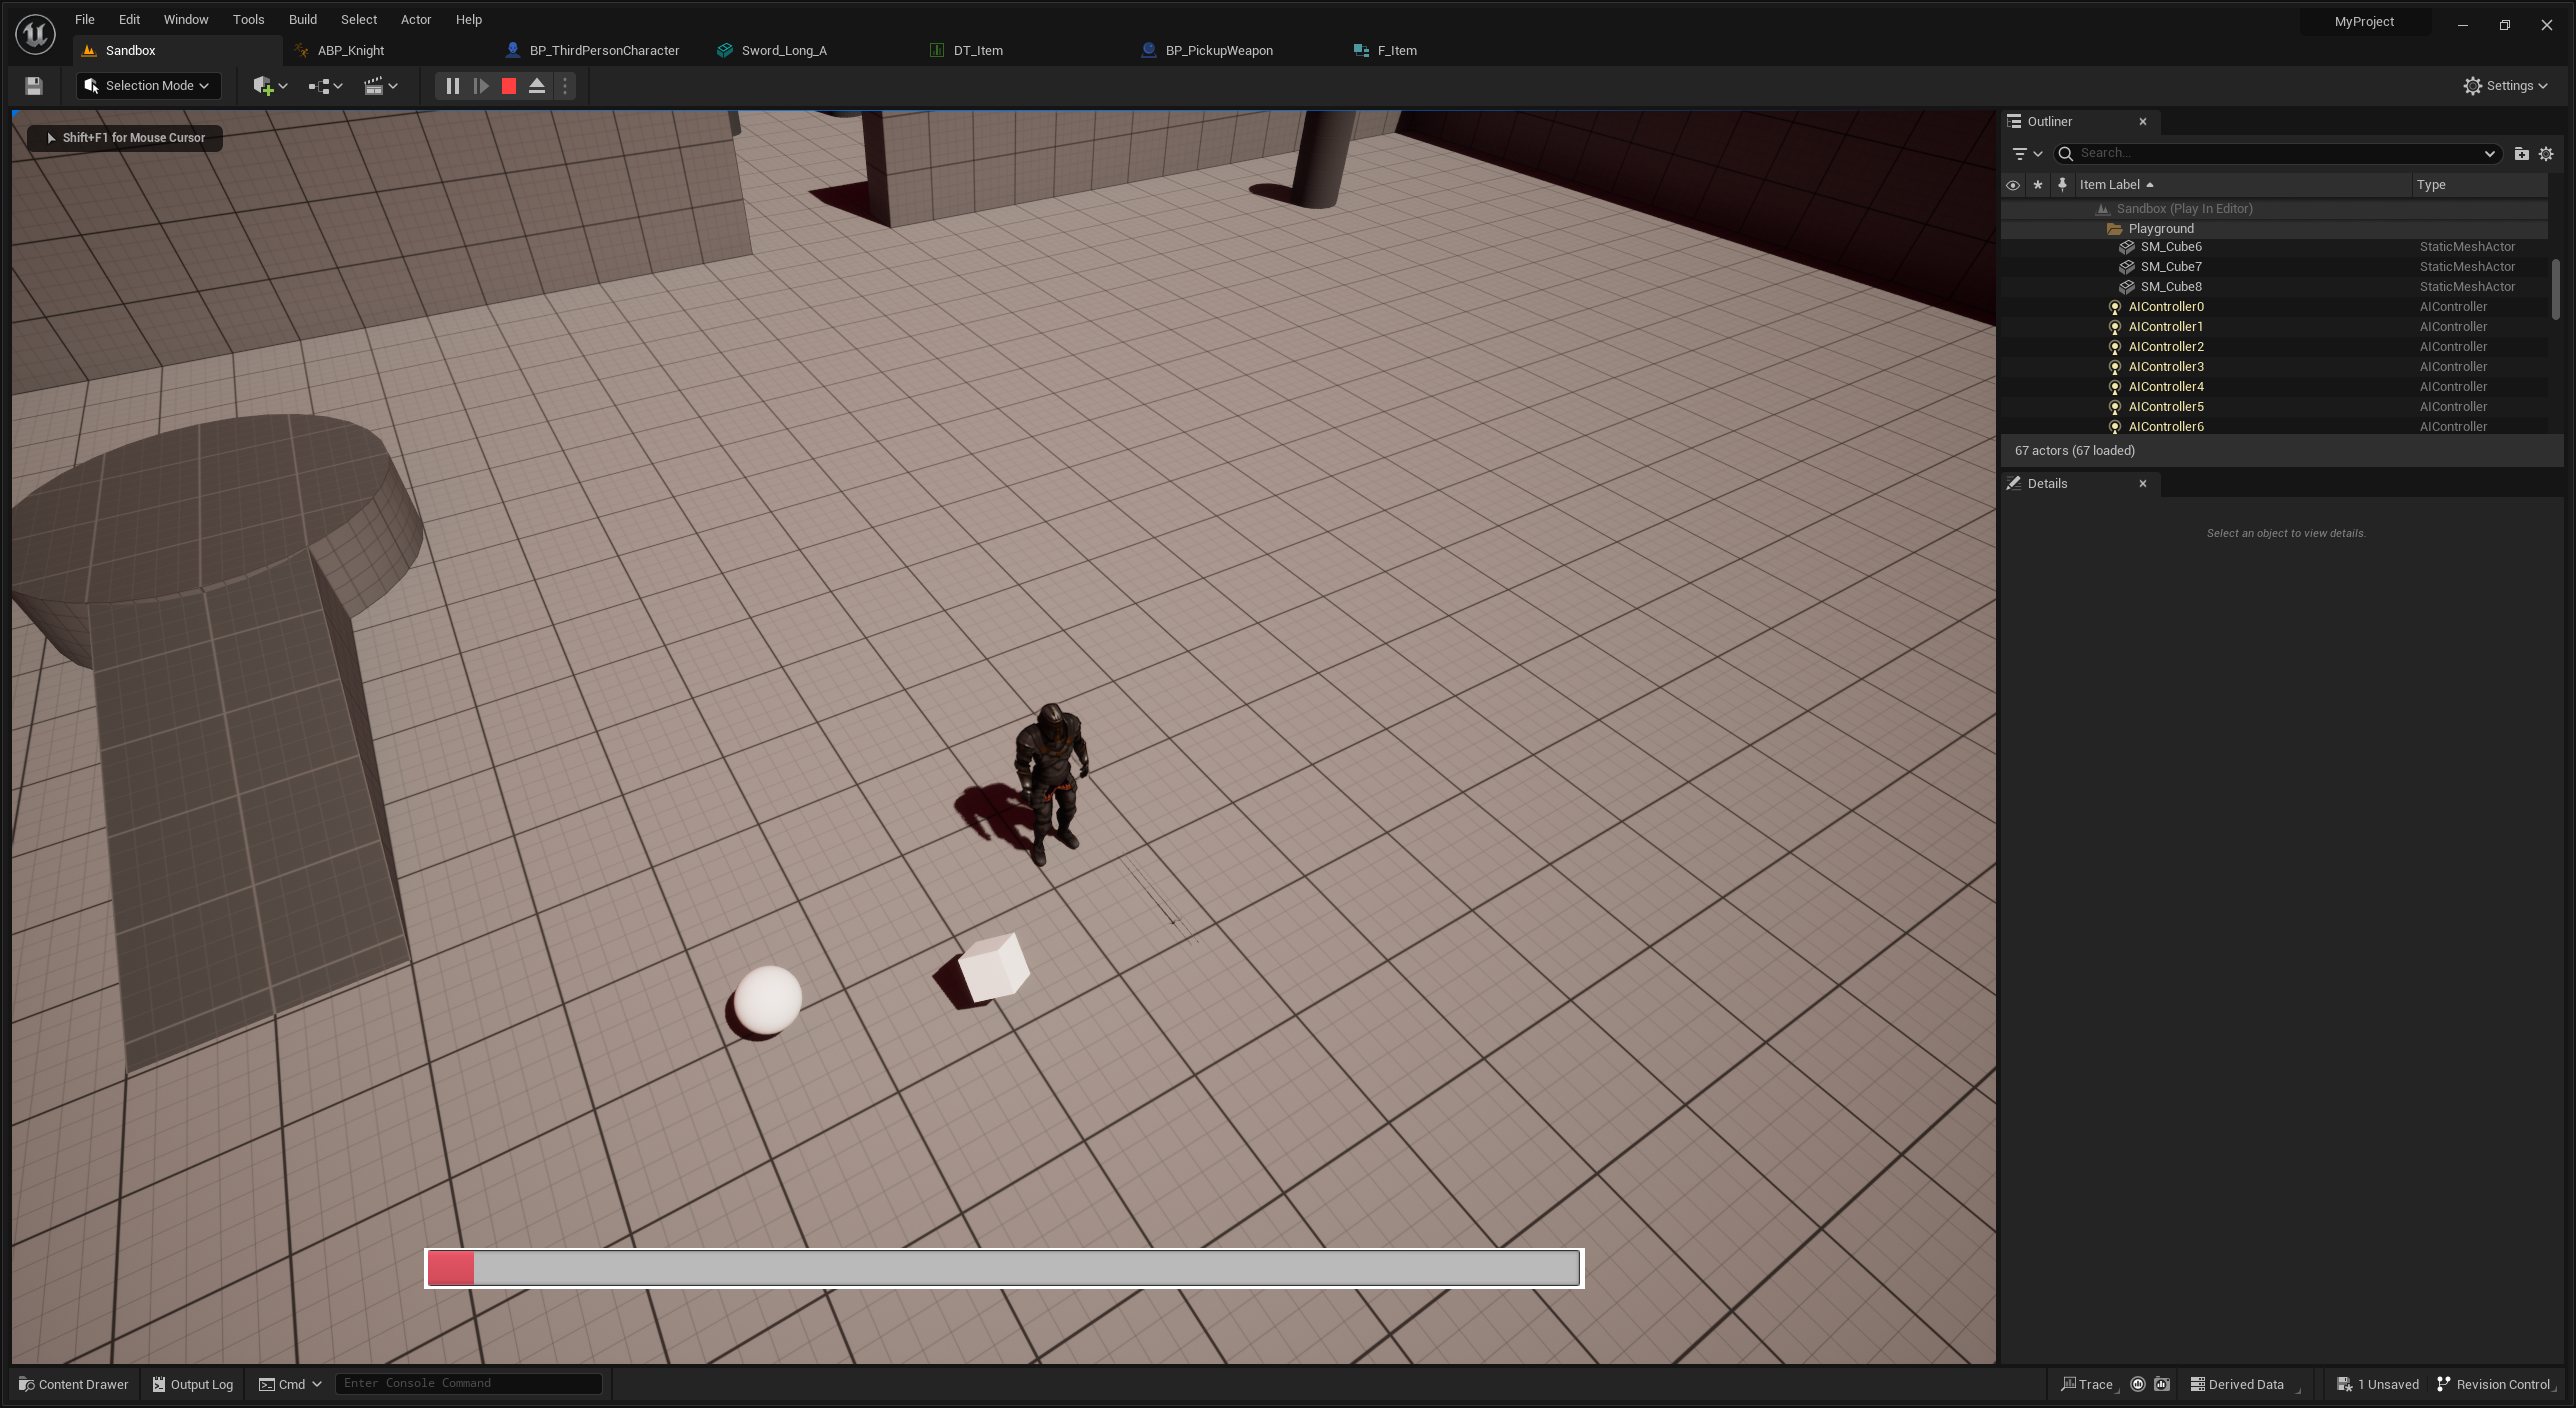 File Edit Window Tools Build Select Actor Help
MyProject
Sandbox ABP_Knight BP_ThirdPersonCharacter Sword_Long_A DT_Item BP_PickupWeapon F_Item
Selection Mode
Settings
Shift+F1 for Mouse Cursor
Outliner
Search...
Item Label Type
Sandbox (Play In Editor)
Playground
SM_Cube6 StaticMeshActor
SM_Cube7 StaticMeshActor
SM_Cube8 StaticMeshActor
AIController0 AIController
AIController1 AIController
AIController2 AIController
AIController3 AIController
AIController4 AIController
AIController5 AIController
AIController6 AIController
67 actors (67 loaded)
Details
Select an object to view details.
Content Drawer Output Log Cmd Enter Console Command Trace Derived Data 1 Unsaved Revision Control